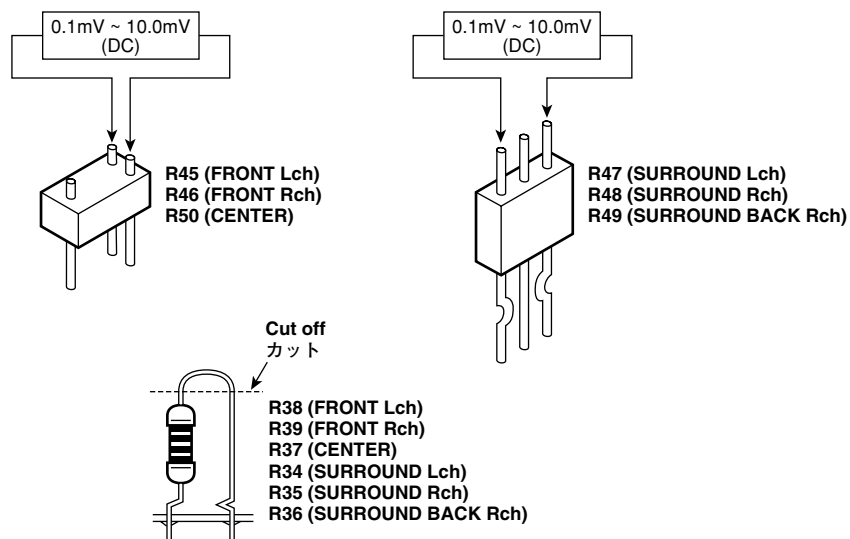 0.1mV ~ 10.0mV
(DC)
R45 (FRONT Lch)
R46 (FRONT Rch)
R50 (CENTER)
0.1mV ~ 10.0mV
(DC)
R47 (SURROUND Lch)
R48 (SURROUND Rch)
R49 (SURROUND BACK Rch)
Cut off
カット
R38 (FRONT Lch)
R39 (FRONT Rch)
R37 (CENTER)
R34 (SURROUND Lch)
R35 (SURROUND Rch)
R36 (SURROUND BACK Rch)